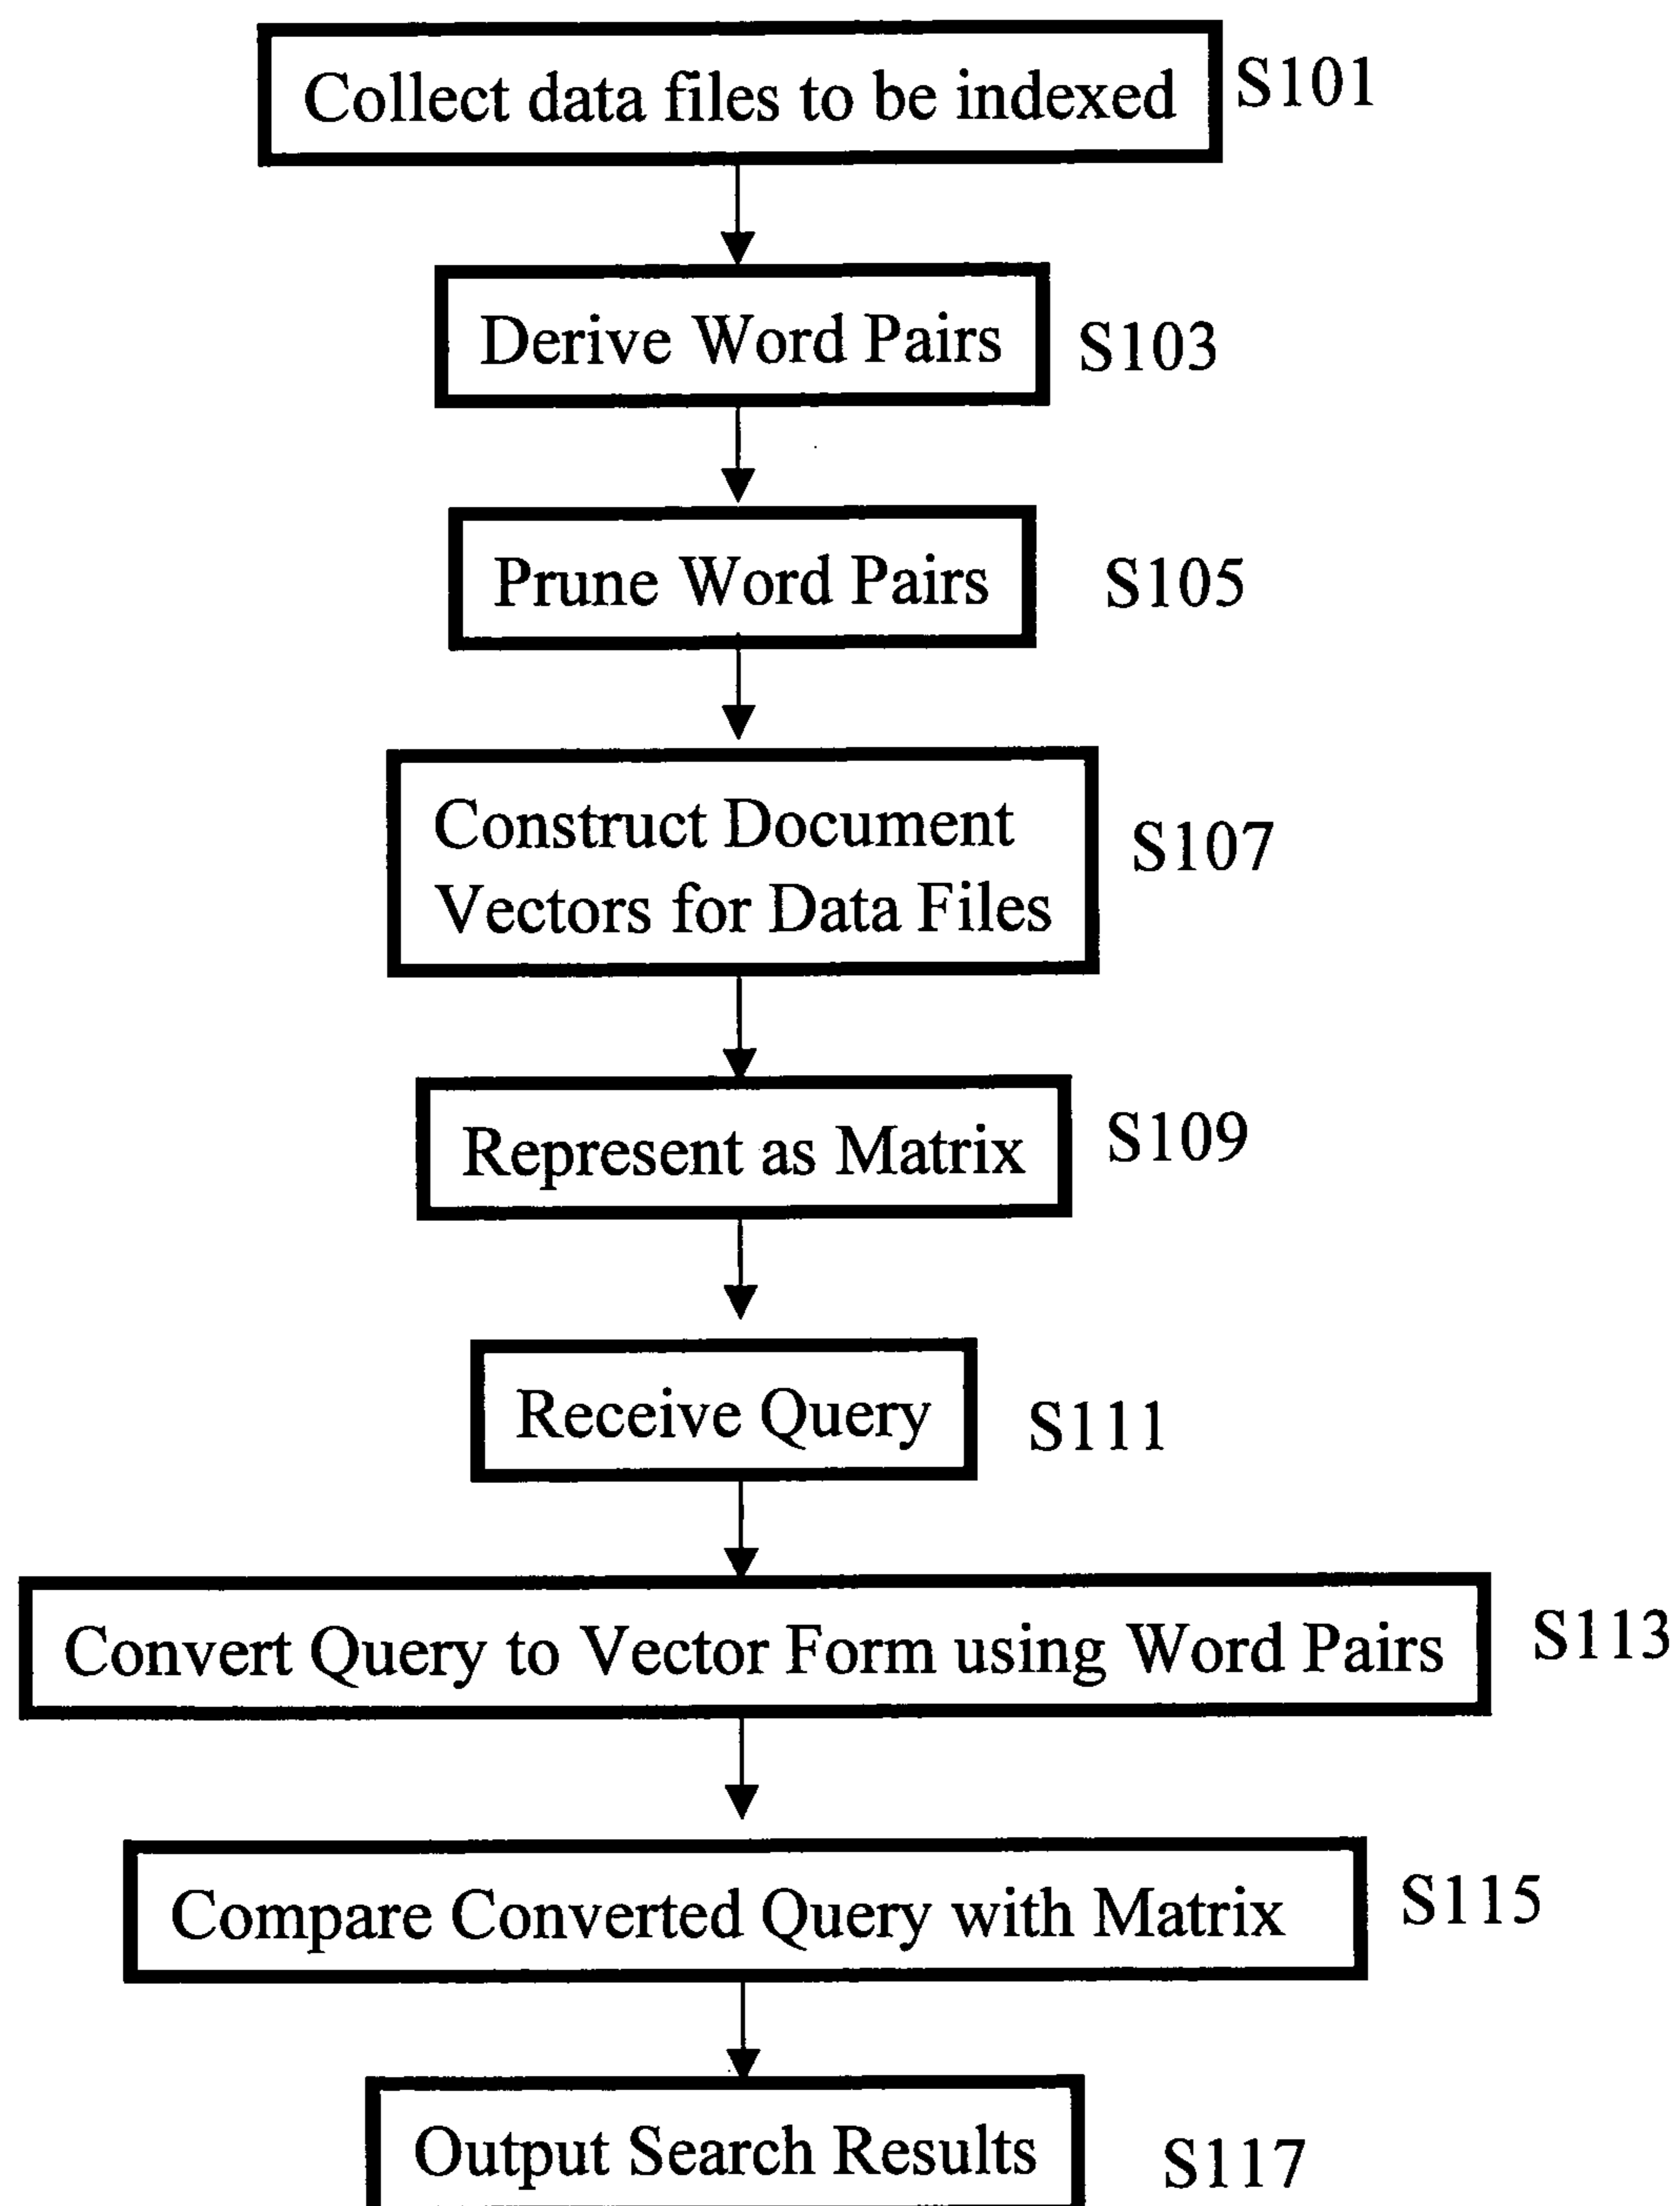 Collect data files to be indexed S101
Derive Word Pairs S103
Prune Word Pairs S105
Construct Document
Vectors for Data Files S107
Represent as Matrix S109
Receive Query S111
Convert Query to Vector Form using Word Pairs S113
Compare Converted Query with Matrix S115
Output Search Results S117